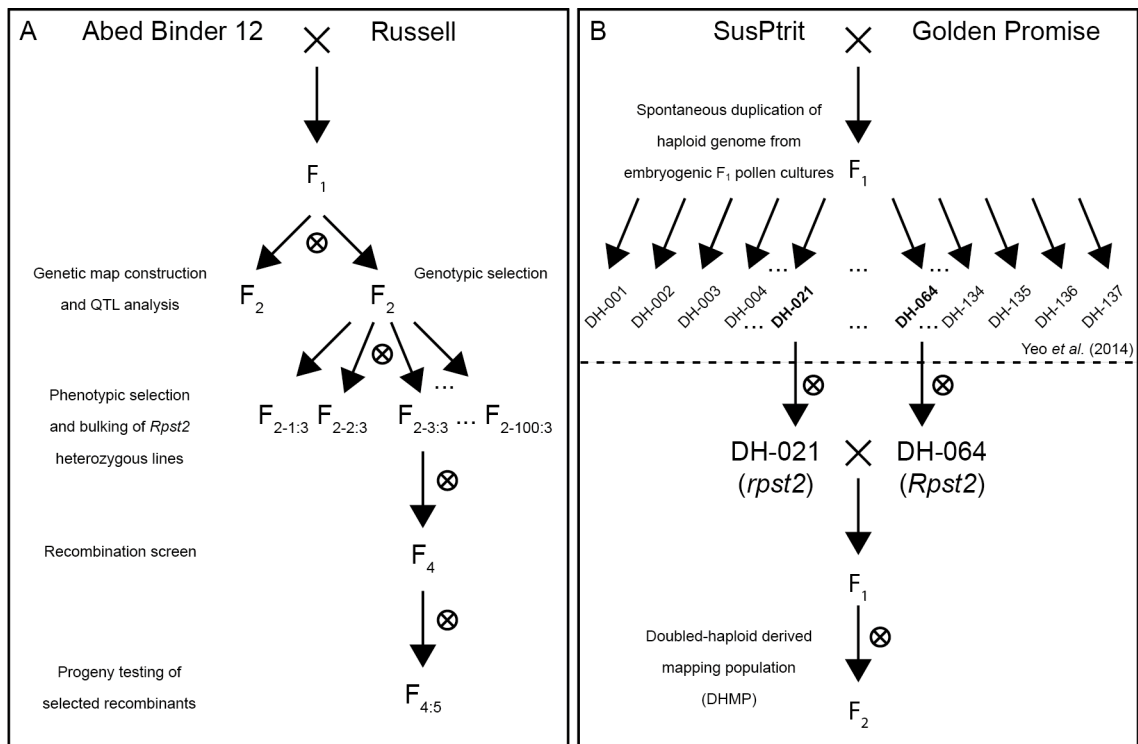 A
Abed Binder 12 × Russell
F1
Genetic map construction
and QTL analysis
F2
F2
Genotypic selection
...
Phenotypic selection
and bulking of Rpst2
heterozygous lines
F2-1:3 F2-2:3 F2-3:3 ... F2-100:3
Recombination screen
F4
Progeny testing of
selected recombinants
F4:5
B
SusPtrit × Golden Promise
Spontaneous duplication of
haploid genome from
embryogenic F1 pollen cultures
F1
... ... ...
DH-001
DH-002
DH-003
DH-004
DH-021
DH-064
DH-134
DH-135
DH-136
DH-137
... ... ...
Yeo et al. (2014)
DH-021 × DH-064
(rpst2) (Rpst2)
F1
Doubled-haploid derived
mapping population
(DHMP)
F2